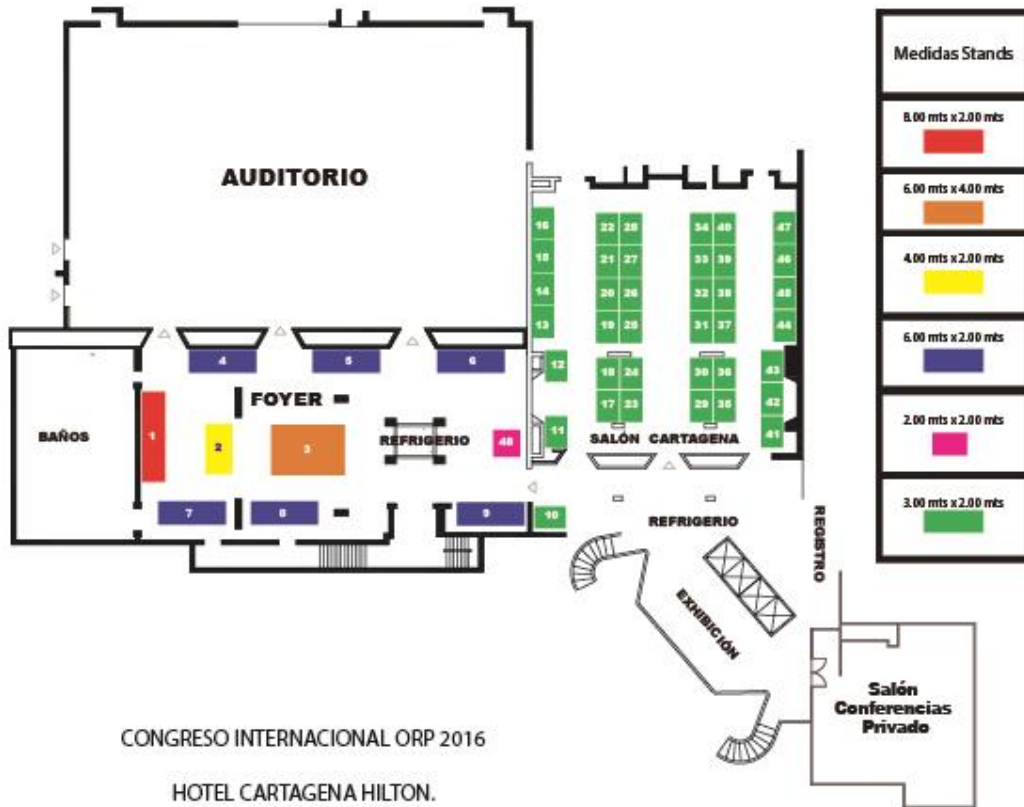 AUDITORIO
Medidas Stands
8.00 mts x 2.00 mts
6.00 mts x 4.00 mts
4.00 mts x 2.00 mts
6.00 mts x 2.00 mts
2.00 mts x 2.00 mts
3.00 mts x 2.00 mts
16 22 28 34 40 47
15 21 27 33 39 46
14 20 26 32 38 45
13 19 25 31 37 44
12 18 24 30 36 43
17 23 29 35 42
11 41
SALÓN CARTAGENA
4 5 6
FOYER
BAÑOS
1 2 3
REFRIGERIO
48
7 8 9 10
REFRIGERIO
REGISTRO
EXHIBICIÓN
Salón
Conferencias
Privado
CONGRESO INTERNACIONAL ORP 2016
HOTEL CARTAGENA HILTON.